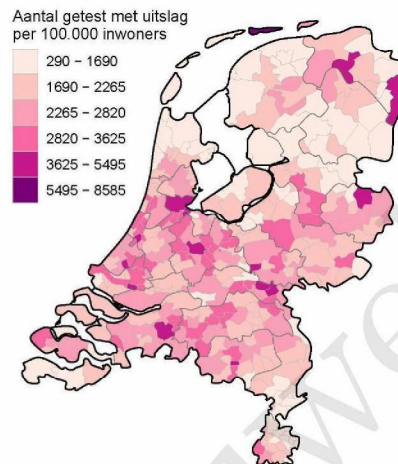 Aantal getest met uitslag
per 100.000 inwoners
290 – 1690
1690 – 2265
2265 – 2820
2820 – 3625
3625 – 5495
5495 – 8585